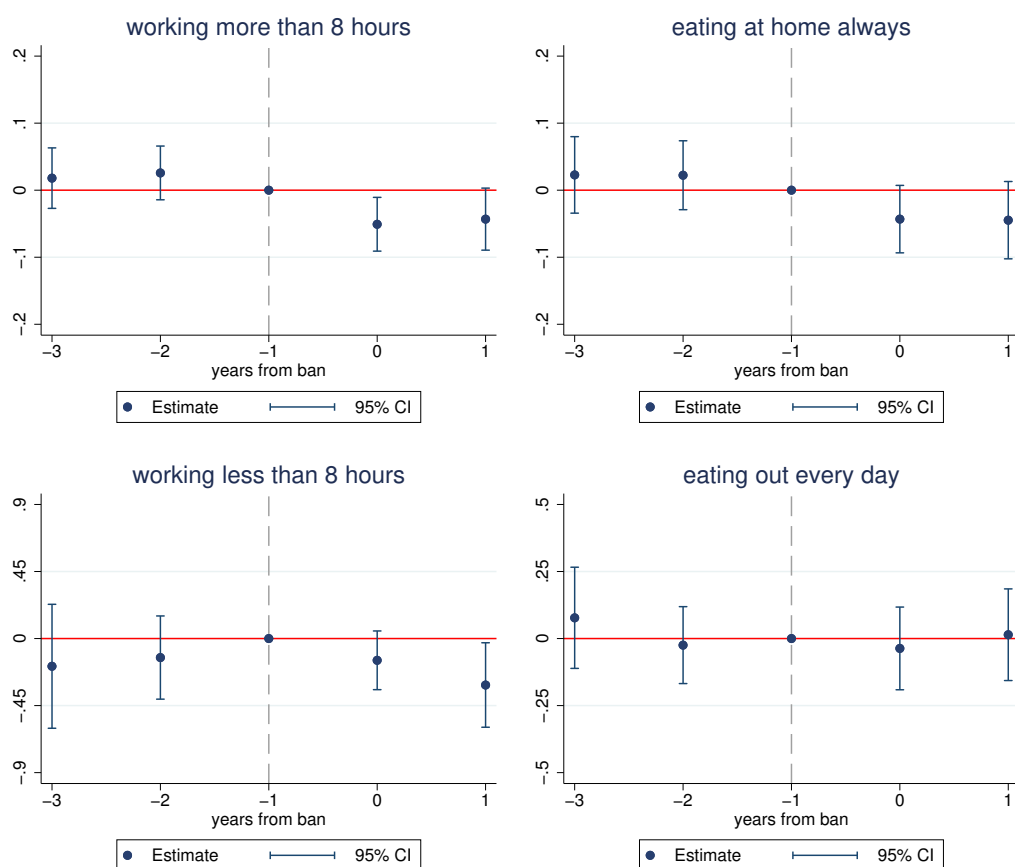 working more than 8 hours
.2
.1
0
-.1
-.2
−3 −2 −1 0 1
years from ban
Estimate 95% CI
eating at home always
.2
.1
0
-.1
-.2
−3 −2 −1 0 1
years from ban
Estimate 95% CI
working less than 8 hours
.9
.45
0
-.45
-.9
−3 −2 −1 0 1
years from ban
Estimate 95% CI
eating out every day
.5
.25
0
-.25
-.5
−3 −2 −1 0 1
years from ban
Estimate 95% CI